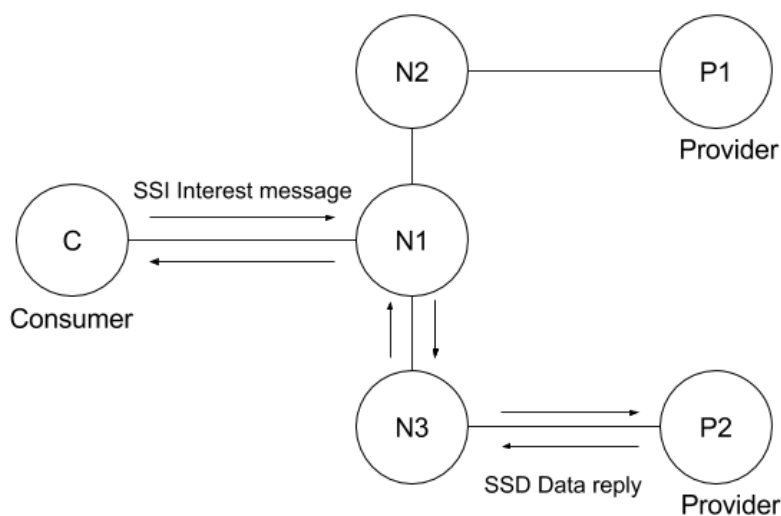 N2
P1
Provider
SSI Interest message
C
N1
Consumer
N3
P2
SSD Data reply
Provider